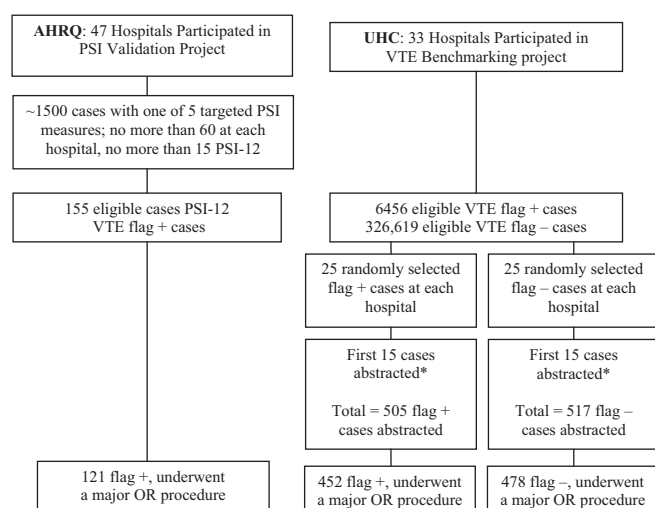 AHRQ: 47 Hospitals Participated in
PSI Validation Project
~1500 cases with one of 5 targeted PSI
measures; no more than 60 at each
hospital, no more than 15 PSI-12
155 eligible cases PSI-12
VTE flag + cases
121 flag +, underwent
a major OR procedure
UHC: 33 Hospitals Participated in
VTE Benchmarking project
6456 eligible VTE flag + cases
326,619 eligible VTE flag – cases
25 randomly selected
flag + cases at each
hospital
First 15 cases
abstracted*
Total = 505 flag +
cases abstracted
452 flag +, underwent
a major OR procedure
25 randomly selected
flag – cases at each
hospital
First 15 cases
abstracted*
Total = 517 flag –
cases abstracted
478 flag –, underwent
a major OR procedure